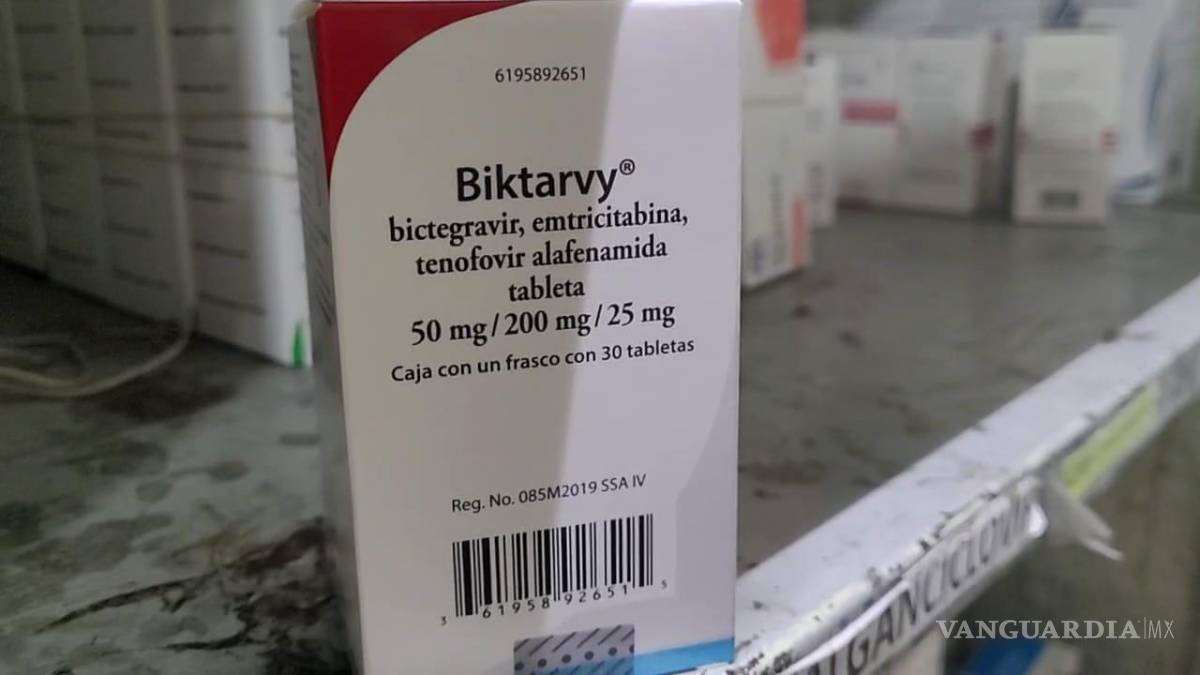 6195892651
Biktarvy®
bictegravir, emtricitabina,
tenofovir alafenamida
tableta
50 mg/200 mg/25 mg
Caja con un frasco con 30 tabletas
Reg. No. 085M2019 SSA IV
3 61958 92651 5
VANGUARDIA|MX